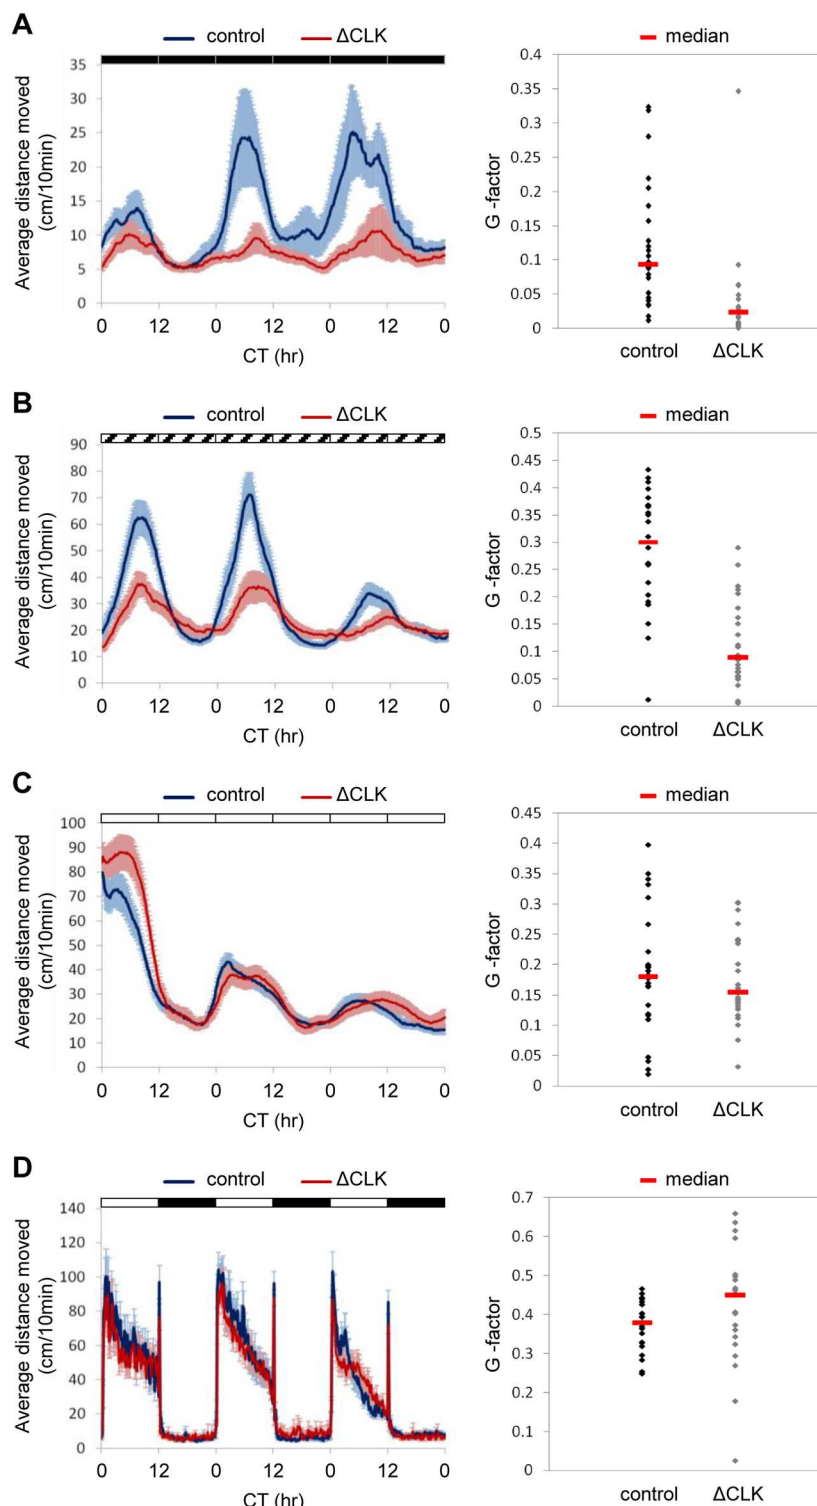 A
control
ΔCLK
median
Average distance moved
(cm/10min)
35
30
25
20
15
10
5
0
0 12 0 12 0 12 0
CT (hr)
G -factor
0.4
0.35
0.3
0.25
0.2
0.15
0.1
0.05
0
control ΔCLK
B
control
ΔCLK
median
Average distance moved
(cm/10min)
90
80
70
60
50
40
30
20
10
0
0 12 0 12 0 12 0
CT (hr)
G -factor
0.5
0.45
0.4
0.35
0.3
0.25
0.2
0.15
0.1
0.05
0
control ΔCLK
C
control
ΔCLK
median
Average distance moved
(cm/10min)
100
90
80
70
60
50
40
30
20
10
0
0 12 0 12 0 12 0
CT (hr)
G -factor
0.45
0.4
0.35
0.3
0.25
0.2
0.15
0.1
0.05
0
control ΔCLK
D
control
ΔCLK
median
Average distance moved
(cm/10min)
140
120
100
80
60
40
20
0
0 12 0 12 0 12 0
CT (hr)
G -factor
0.7
0.6
0.5
0.4
0.3
0.2
0.1
0
control ΔCLK